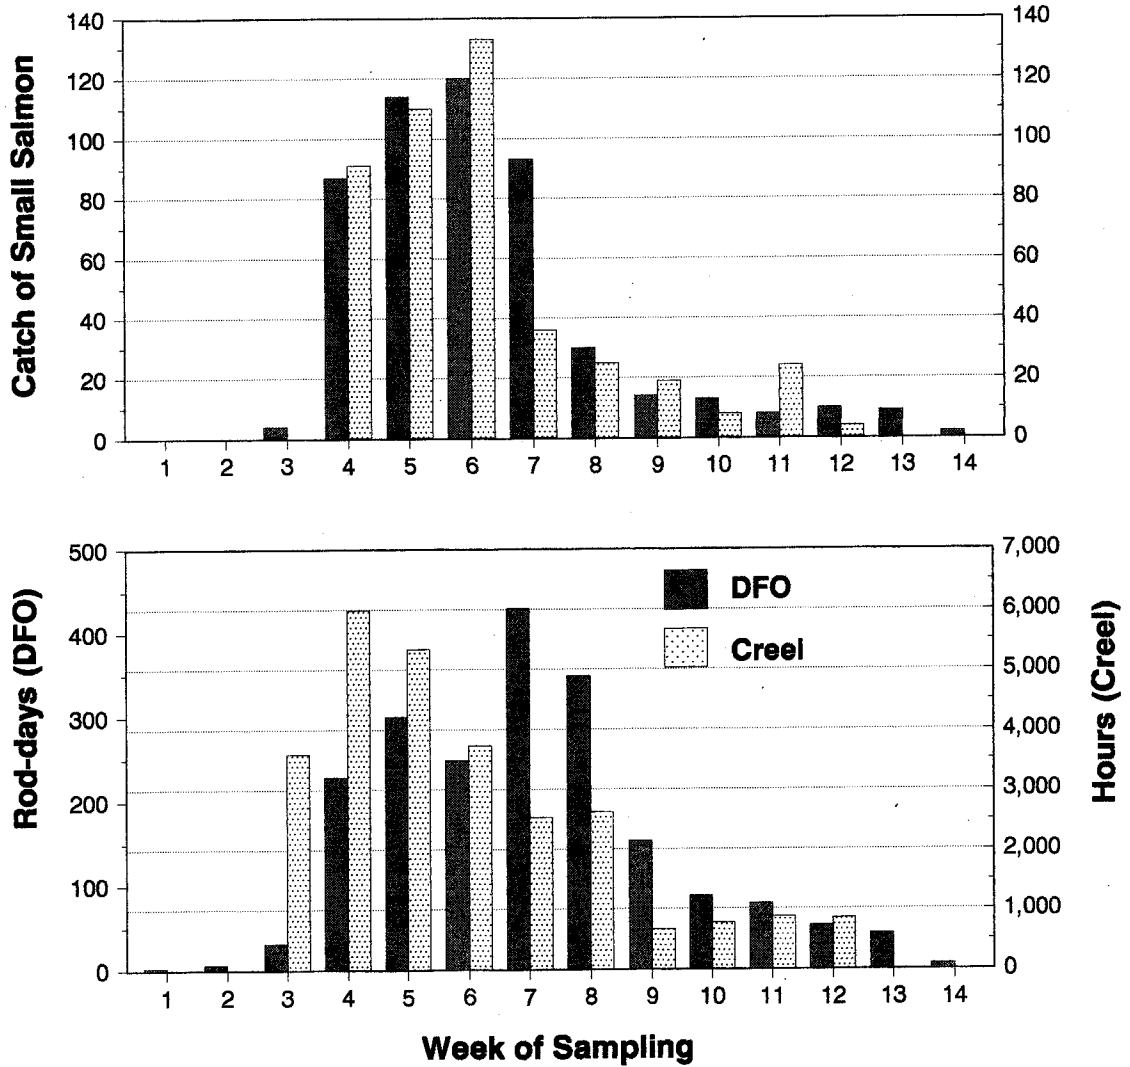 Catch of Small Salmon
140 140
120 120
100 100
80 80
60 60
40 40
20 20
0 0
1 2 3 4 5 6 7 8 9 10 11 12 13 14
Rod-days (DFO)
Hours (Creel)
500 7,000
6,000
400
5,000
300
4,000
200
3,000
2,000
100
1,000
0 0
DFO
Creel
1 2 3 4 5 6 7 8 9 10 11 12 13 14
Week of Sampling